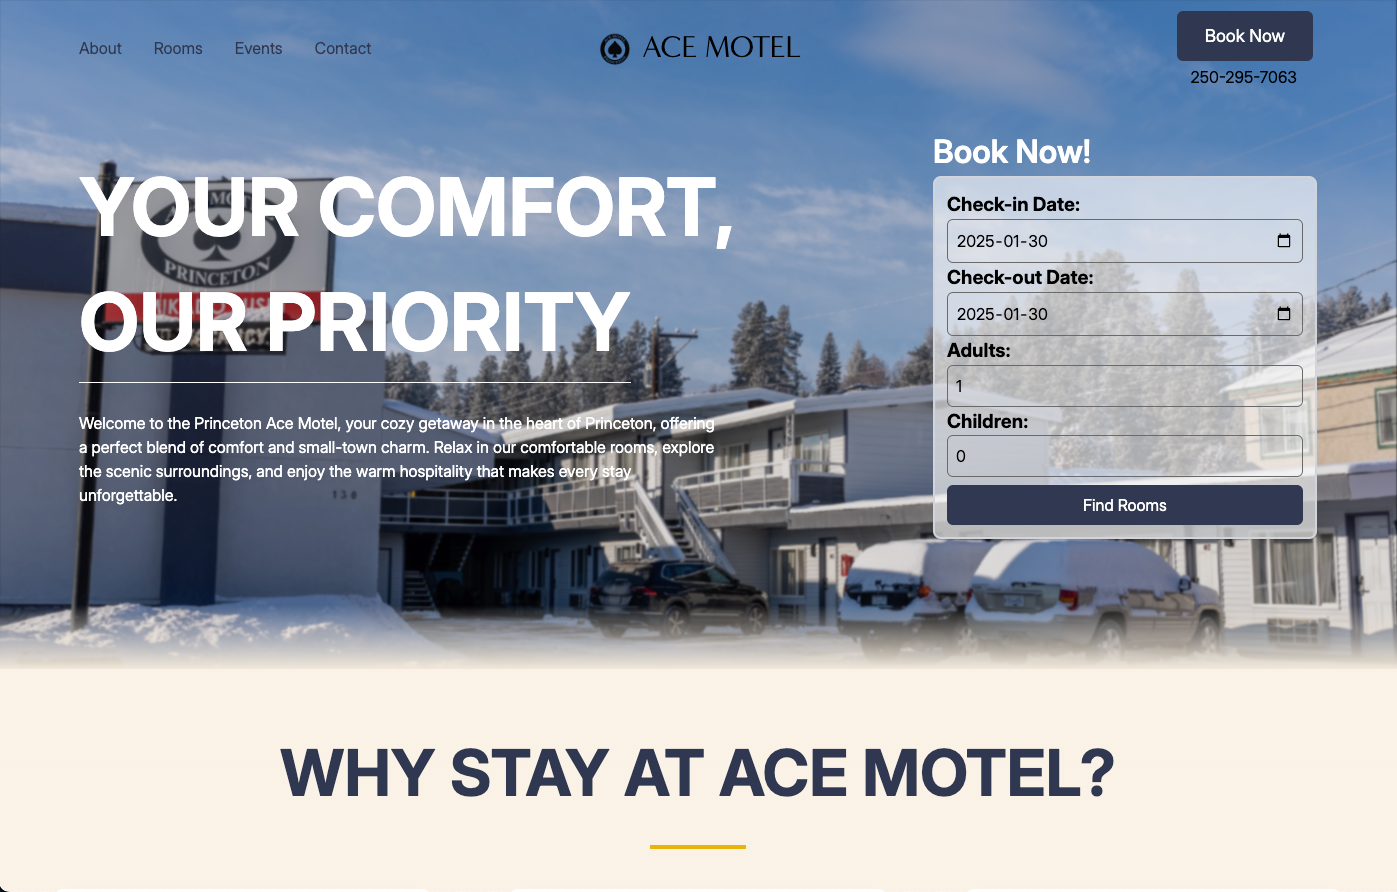 About
Rooms
Events
Contact
ACE MOTEL
Book Now
250-295-7063
YOUR COMFORT,
OUR PRIORITY
Welcome to the Princeton Ace Motel, your cozy getaway in the heart of Princeton, offering
a perfect blend of comfort and small-town charm. Relax in our comfortable rooms, explore
the scenic surroundings, and enjoy the warm hospitality that makes every stay
unforgettable.
PRINCETON
136
Book Now!
Check-in Date:
2025-01-30
Check-out Date:
2025-01-30
Adults:
1
Children:
0
Find Rooms
WHY STAY AT ACE MOTEL?